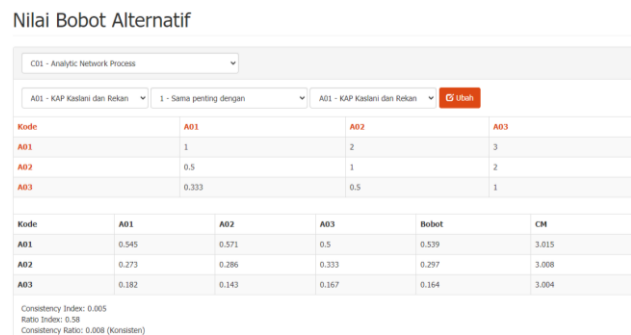 Nilai Bobot Alternatif
C01 - Analytic Network Process
A01 - KAP Kaslani dan Rekan 1 - Sama penting dengan A01 - KAP Kaslani dan Rekan Ubah
Kode A01 A02 A03
A01 1 2 3
A02 0.5 1 2
A03 0.333 0.5 1
Kode A01 A02 A03 Bobot CM
A01 0.545 0.571 0.5 0.539 3.015
A02 0.273 0.286 0.333 0.297 3.008
A03 0.182 0.143 0.167 0.164 3.004
Consistency Index: 0.005
Ratio Index: 0.58
Consistency Ratio: 0.008 (Konsisten)